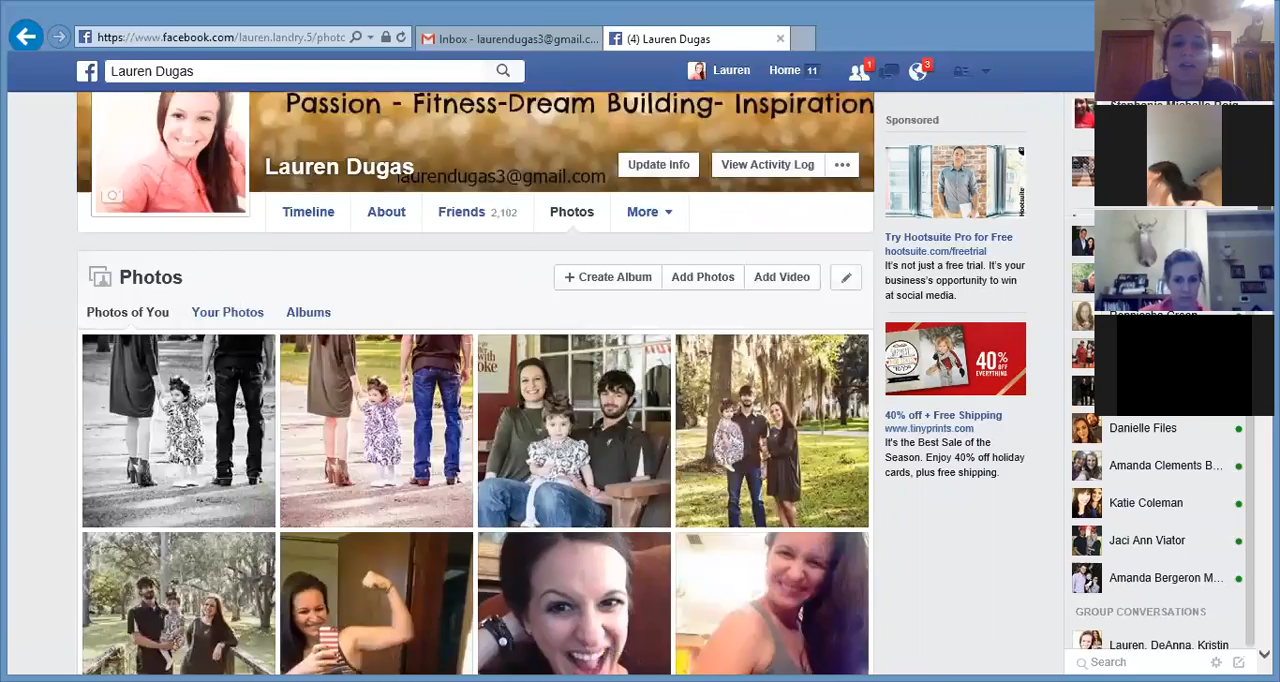 https://www.facebook.com/lauren.landry.5/photo
Inbox - laurendugas3@gmail.c...
(4) Lauren Dugas
Lauren Dugas
Lauren
Home 11
1
3
Passion - Fitness-Dream Building- Inspiration
Lauren Dugas
laurendugas3@gmail.com
Update Info
View Activity Log
Timeline
About
Friends 2,102
Photos
More
Photos
+ Create Album
Add Photos
Add Video
Photos of You
Your Photos
Albums
Sponsored
Hootsuite
Try Hootsuite Pro for Free
hootsuite.com/freetrial
It's not just a free trial. It's your
business's opportunity to win
at social media.
40% OFF
EVERYTHING
40% off + Free Shipping
www.tinyprints.com
It's the Best Sale of the
Season. Enjoy 40% off holiday
cards, plus free shipping.
Danielle Files
Amanda Clements B...
Katie Coleman
Jaci Ann Viator
Amanda Bergeron M...
GROUP CONVERSATIONS
Lauren, DeAnna, Kristin
Search